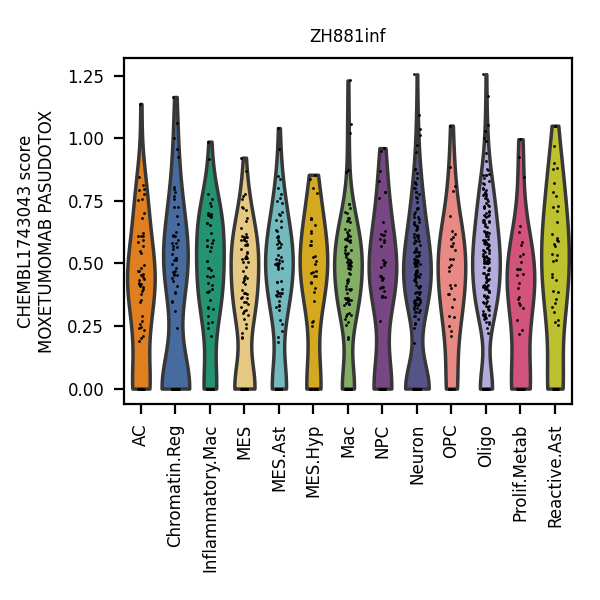 ZH881inf
CHEMBL1743043 score
MOXETUMOMAB PASUDOTOX
1.25
1.00
0.75
0.50
0.25
0.00
AC
Chromatin.Reg
Inflammatory.Mac
MES
MES.Ast
MES.Hyp
Mac
NPC
Neuron
OPC
Oligo
Prolif.Metab
Reactive.Ast